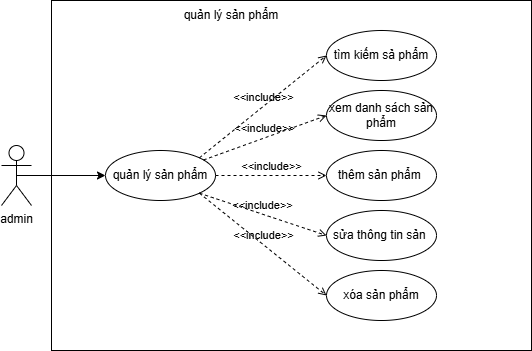 quản lý sản phẩm
tìm kiếm sả phẩm
<<include>>
xem danh sách sản
phẩm
<<include>>
<<include>>
quản lý sản phẩm
thêm sản phẩm
admin
<<include>>
sửa thông tin sản
<<include>>
xóa sản phẩm